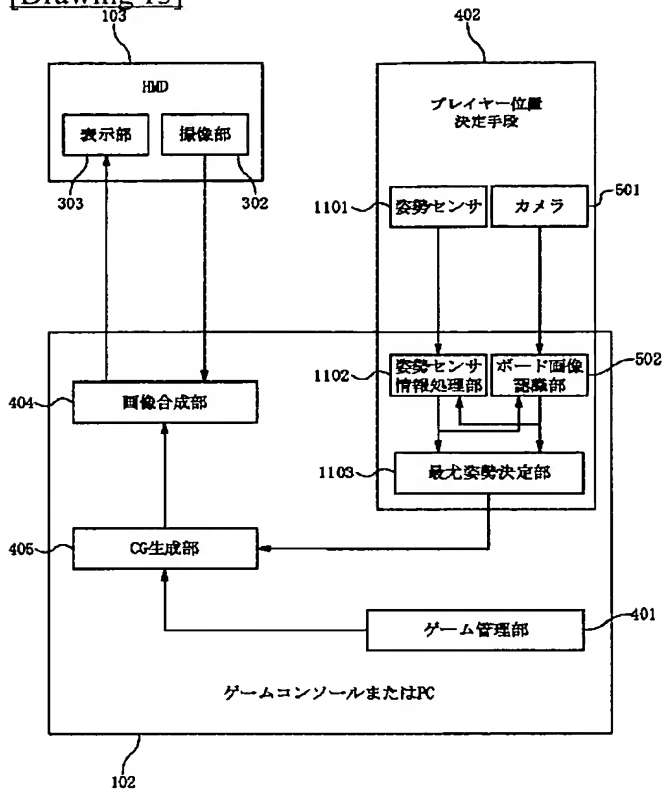 [Drawing 13]
103
402
HMD
表示部
撮像部
303
302
プレイヤー位置
決定手段
1101
姿勢センサ
カメラ
501
1102
姿勢センサ
情報処理部
ボード画像
認識部
502
404
画像合成部
1103
最尤姿勢決定部
405
CG生成部
ゲーム管理部
401
ゲームコンソールまたはPC
102